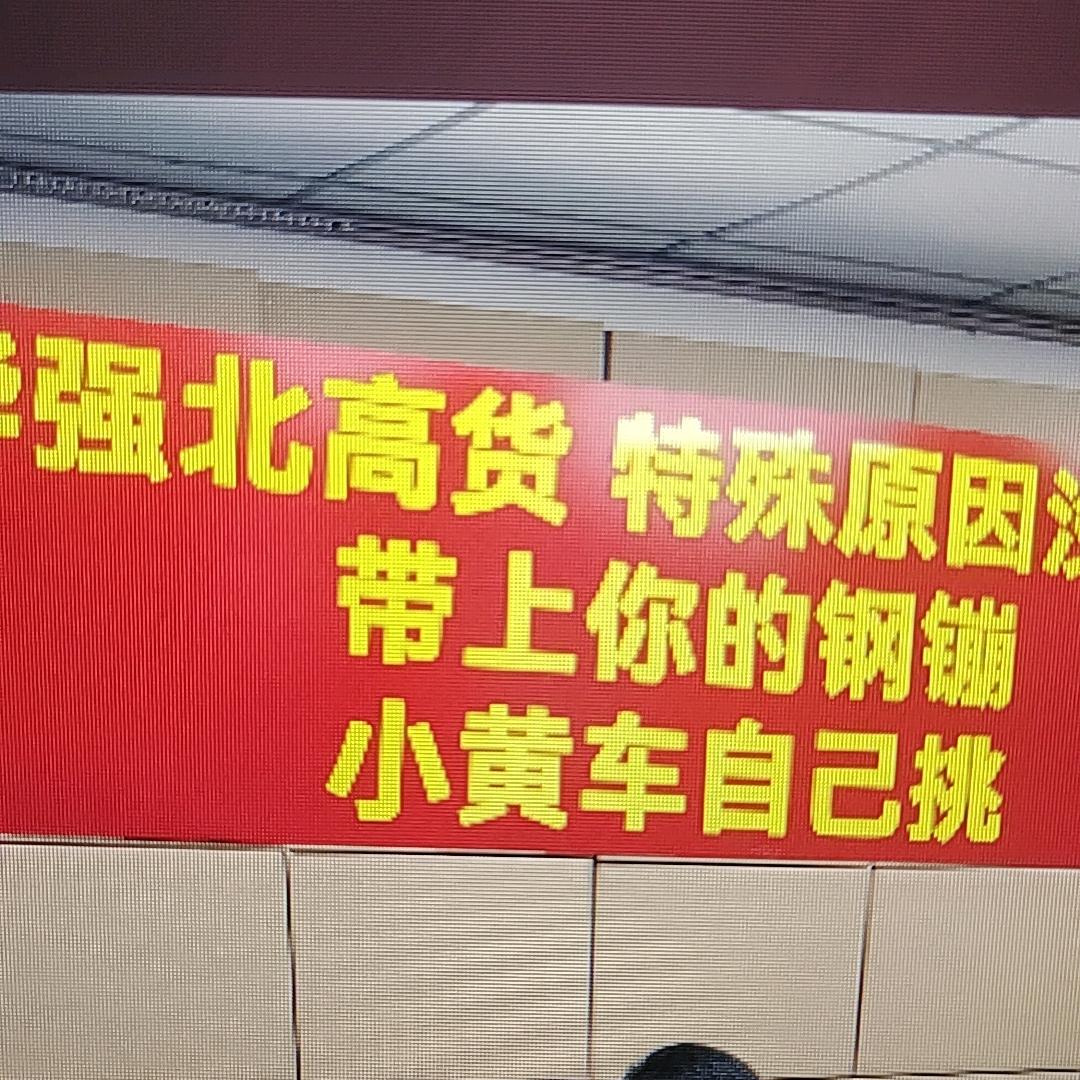 强北高货 特殊原因
带上你的钢镚
小黄车自己挑